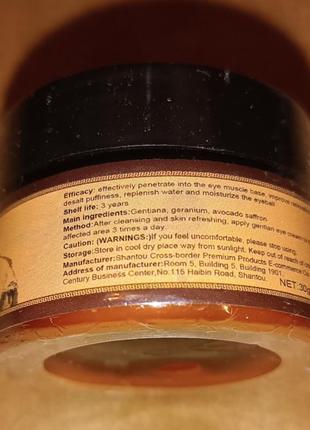 Efficacy: effectively penetrate into the eye muscle base, improve
desalt puffiness, replenish water and moisturize the eyeball
Shelf life: 3 years
Main ingredients:Gentiana, geranium, avocado saffron.
Method:After cleansing and skin refreshing, apply gentian eye cream
affected area 3 times a day.
Caution: (WARNINGS:)If you feel uncomfortable, please stop using.
Storage:Store in cool dry place way from sunlight. Keep out of reach of
Manufacturer:Shantou Cross-border Premium Products E-commerce
Address of manufacturer:Room 5, Building 5, Building 1901,
Century Business Center,No.115 Haibin Road, Shantou.
NET:30